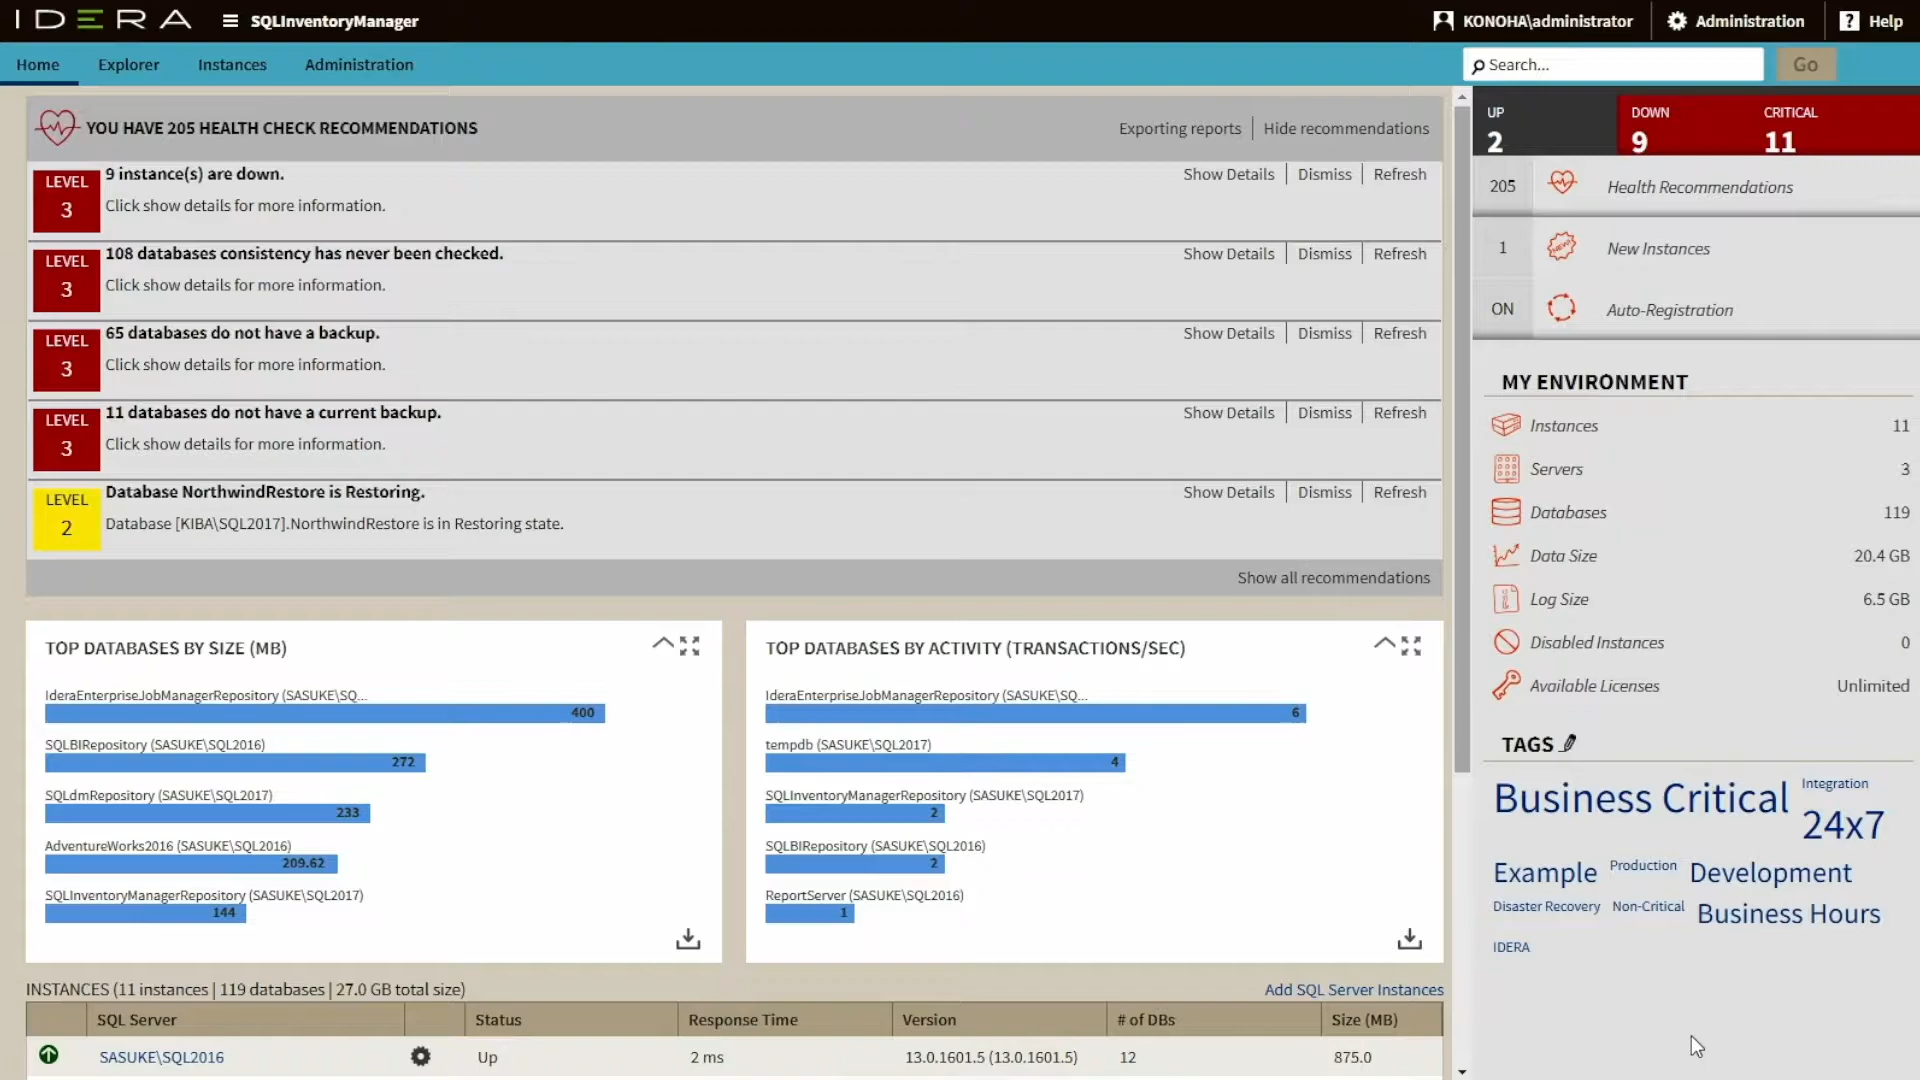 IDERA
SQLInventoryManager
KONOHA\administrator
Administration
? Help
Home
Explorer
Instances
Administration
Search...
Go
YOU HAVE 205 HEALTH CHECK RECOMMENDATIONS
Exporting reports
Hide recommendations
LEVEL
3
9 instance(s) are down.
Click show details for more information.
Show Details
Dismiss
Refresh
LEVEL
3
108 databases consistency has never been checked.
Click show details for more information.
Show Details
Dismiss
Refresh
LEVEL
3
65 databases do not have a backup.
Click show details for more information.
Show Details
Dismiss
Refresh
LEVEL
3
11 databases do not have a current backup.
Click show details for more information.
Show Details
Dismiss
Refresh
LEVEL
2
Database NorthwindRestore is Restoring.
Database [KIBA\SQL2017].NorthwindRestore is in Restoring state.
Show Details
Dismiss
Refresh
Show all recommendations
TOP DATABASES BY SIZE (MB)
IderaEnterpriseJobManagerRepository (SASUKE\SQ...
400
SQLBIRepository (SASUKE\SQL2016)
272
SQLdmRepository (SASUKE\SQL2017)
233
AdventureWorks2016 (SASUKE\SQL2016)
209.62
SQLInventoryManagerRepository (SASUKE\SQL2017)
144
TOP DATABASES BY ACTIVITY (TRANSACTIONS/SEC)
IderaEnterpriseJobManagerRepository (SASUKE\SQ...
6
tempdb (SASUKE\SQL2017)
4
SQLInventoryManagerRepository (SASUKE\SQL2017)
2
SQLBIRepository (SASUKE\SQL2016)
2
ReportServer (SASUKE\SQL2016)
1
INSTANCES (11 instances | 119 databases | 27.0 GB total size)
Add SQL Server Instances
SQL Server
Status
Response Time
Version
# of DBs
Size (MB)
SASUKE\SQL2016
Up
2 ms
13.0.1601.5 (13.0.1601.5)
12
875.0
UP
2
DOWN
9
CRITICAL
11
205
Health Recommendations
1
NEW!
New Instances
ON
Auto-Registration
MY ENVIRONMENT
Instances
11
Servers
3
Databases
119
Data Size
20.4 GB
Log Size
6.5 GB
Disabled Instances
0
Available Licenses
Unlimited
TAGS
Business Critical
Integration
24x7
Example
Production
Development
Disaster Recovery
Non-Critical
Business Hours
IDERA